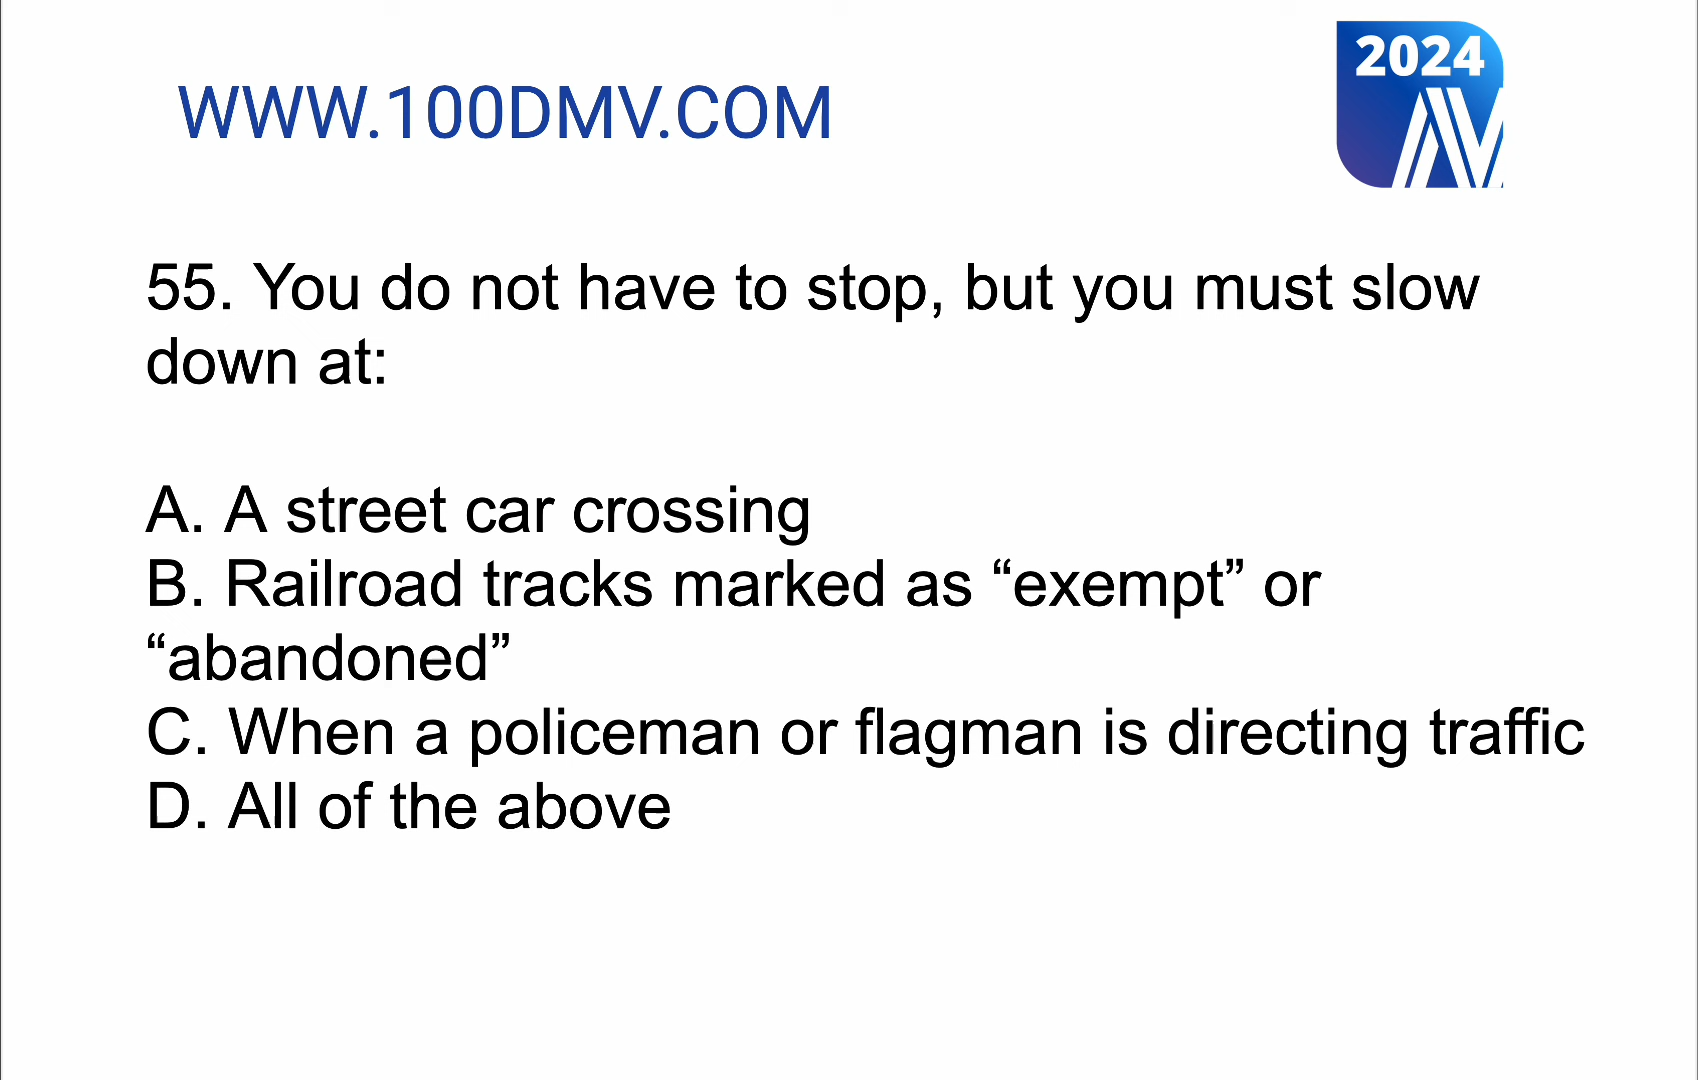 2024
WWW.100DMV.COM
55. You do not have to stop, but you must slow
down at:
A. A street car crossing
B. Railroad tracks marked as “exempt” or
“abandoned”
C. When a policeman or flagman is directing traffic
D. All of the above